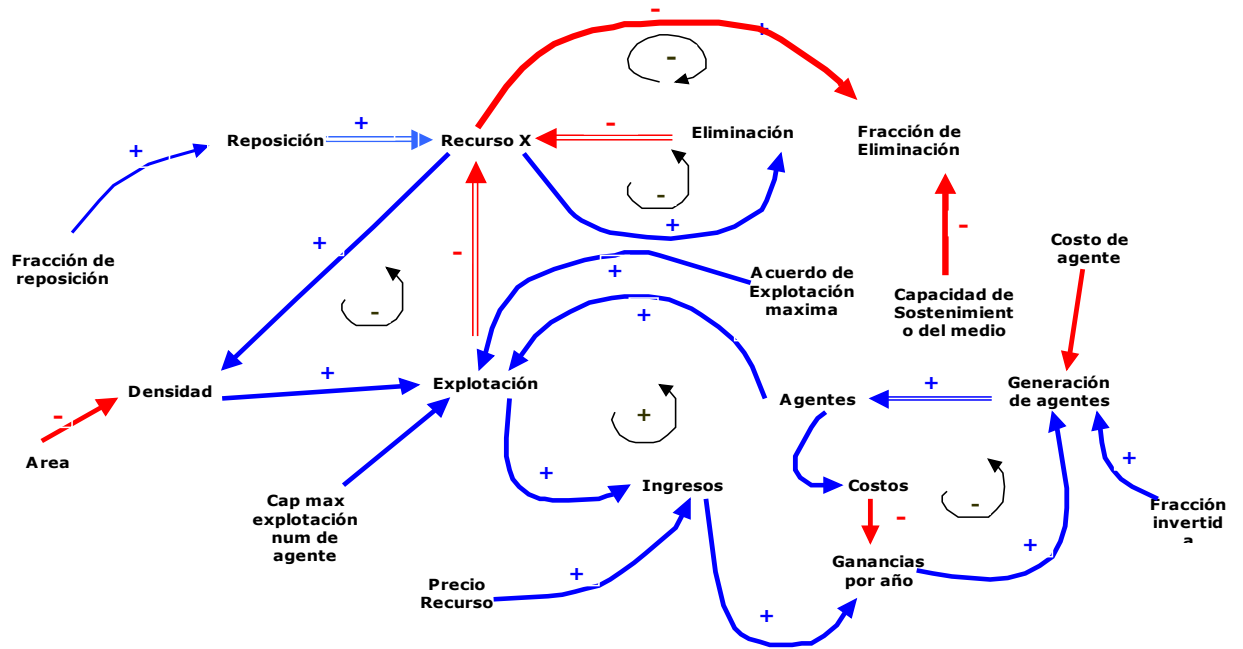 -
+
-
Reposición
+
Recurso X
-
Eliminación
Fracción de
Eliminación
+
-
+
-
Fracción de
reposición
+
-
Acuerdo de
Explotación
maxima
+
+
Capacidad de
Sostenimient
o del medio
Costo de
agente
-
Densidad
+
Explotación
Agentes
+
Generación
de agentes
-
Area
+
+
Ingresos
Costos
-
-
+
Fracción
invertid
a
Cap max
explotación
num de
agente
Precio
Recurso
+
Ganancias
por año
+
+